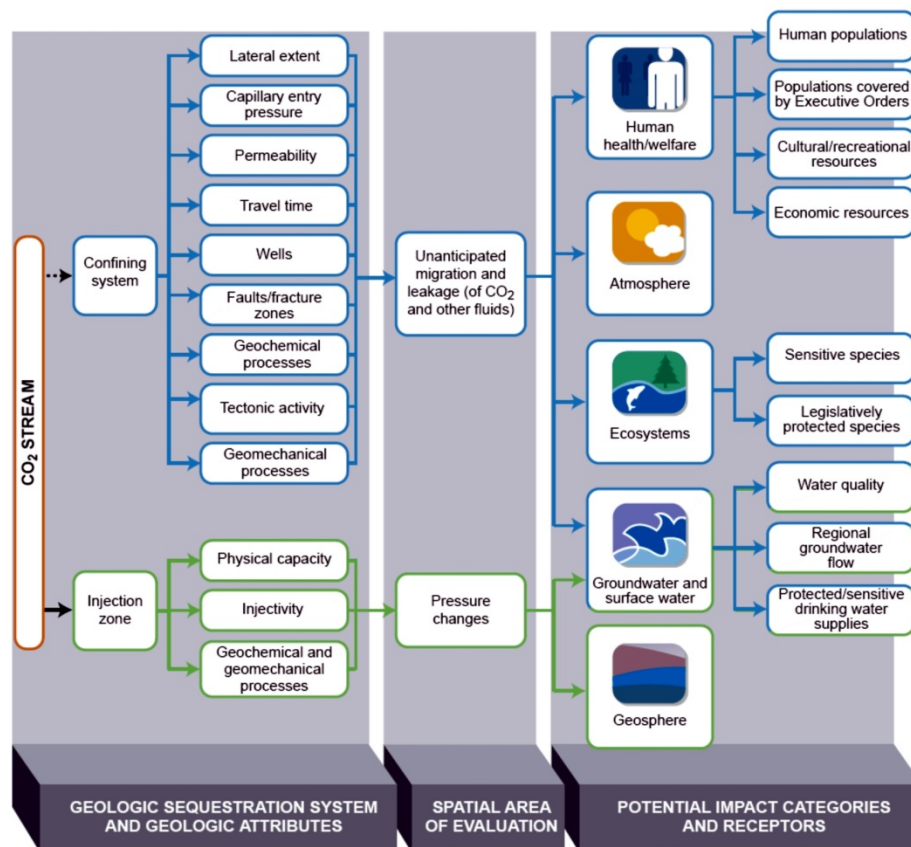 CO2 STREAM
Confining
system
Injection
zone
Lateral extent
Capillary entry
pressure
Permeability
Travel time
Wells
Faults/fracture
zones
Geochemical
processes
Tectonic activity
Geomechanical
processes
Physical capacity
Injectivity
Geochemical and
geomechanical
processes
Unanticipated
migration and
leakage (of CO2
and other fluids)
Pressure
changes
Human
health/welfare
Atmosphere
Ecosystems
Groundwater and
surface water
Geosphere
Human populations
Populations covered
by Executive Orders
Cultural/recreational
resources
Economic resources
Sensitive species
Legislatively
protected species
Water quality
Regional
groundwater
flow
Protected/sensitive
drinking water
supplies
GEOLOGIC SEQUESTRATION SYSTEM
AND GEOLOGIC ATTRIBUTES
SPATIAL AREA
OF EVALUATION
POTENTIAL IMPACT CATEGORIES
AND RECEPTORS